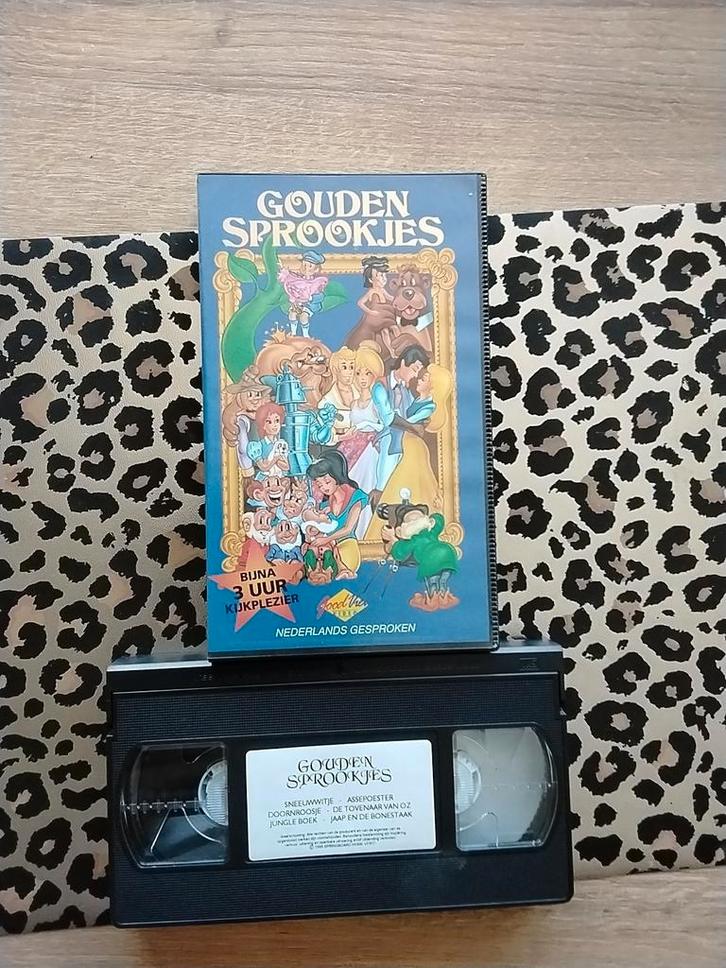 GOUDEN
SPROOKJES
BIJNA
3 UUR
KIJKPLEZIER
NEDERLANDS GESPROKEN
GOUDEN
SPROOKJES
SNEEUWWITJE - ASSEPOESTER
DOORNROOSJE - DE TOVENAAR VAN OZ
JUNGLE BOEK - JAAP EN DE BONESTAAK